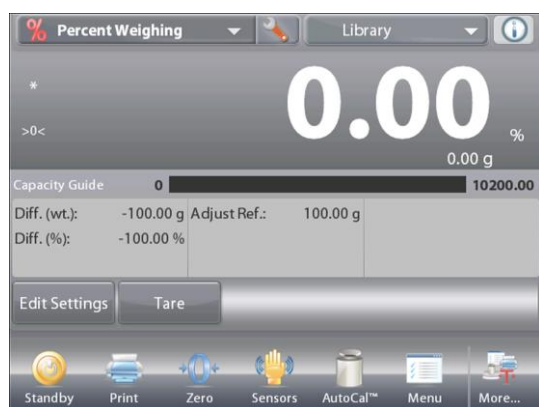 % Percent Weighing Library
*
0.00 %
>0<
0.00 g
Capacity Guide 0 10200.00
Diff. (wt.): -100.00 g Adjust Ref.: 100.00 g
Diff. (%): -100.00 %
Edit Settings Tare
Standby Print Zero Sensors AutoCal™ Menu More...